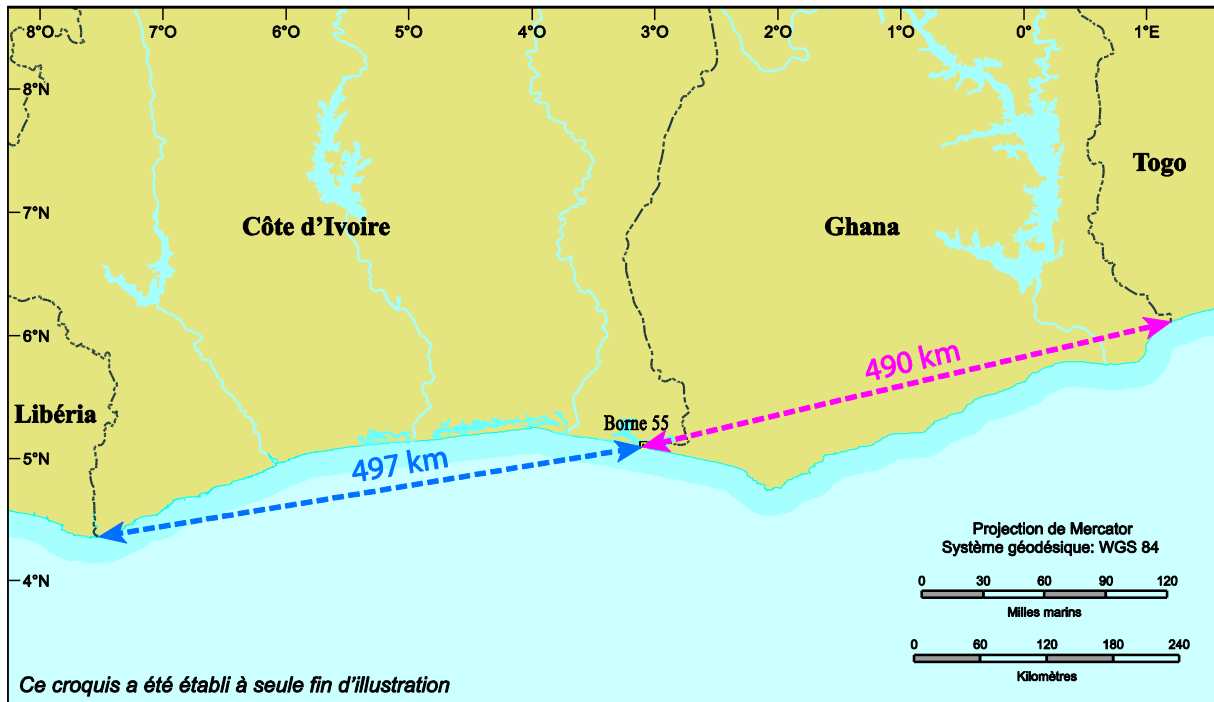 8°O 7°O 6°O 5°O 4°O 3°O 2°O 1°O 0° 1°E
8°N
Togo
7°N
Côte d'Ivoire
Ghana
6°N
490 km
Libéria
Borne 55
5°N
497 km
Projection de Mercator
Système géodésique: WGS 84
4°N
0 30 60 90 120
Milles marins
0 60 120 180 240
Kilomètres
Ce croquis a été établi à seule fin d'illustration